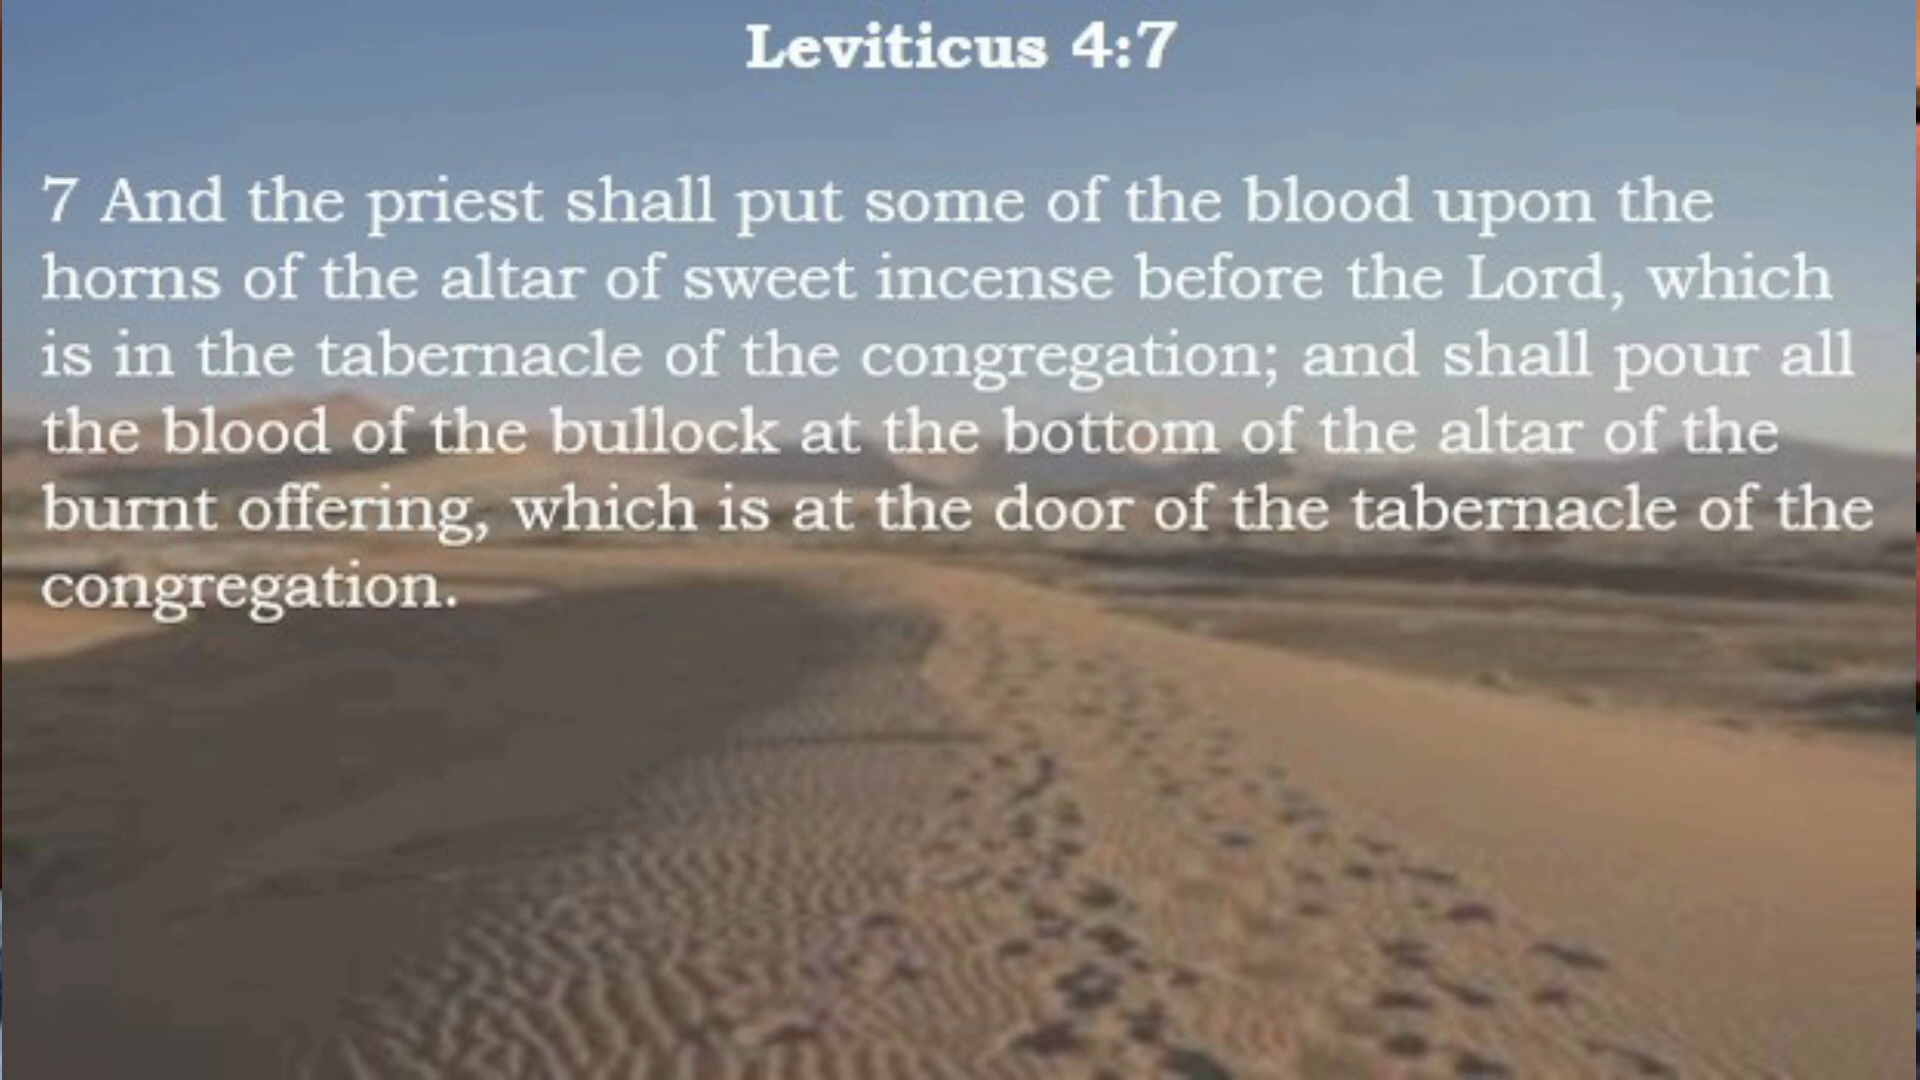 Leviticus 4:7
7 And the priest shall put some of the blood upon the
horns of the altar of sweet incense before the Lord, which
is in the tabernacle of the congregation; and shall pour all
the blood of the bullock at the bottom of the altar of the
burnt offering, which is at the door of the tabernacle of the
congregation.